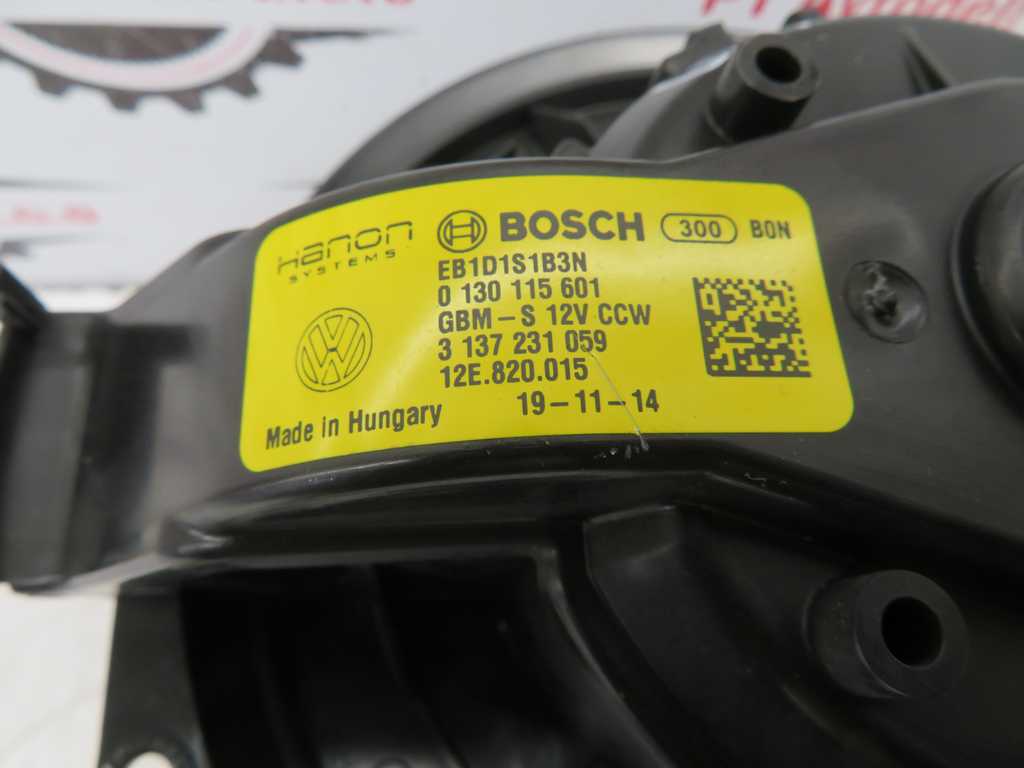 Hanon
SYSTEMS
BOSCH 300 BON
EB1D1S1B3N
0 130 115 601
GBM-S 12V CCW
3 137 231 059
12E.820.015
Made in Hungary 19-11-14